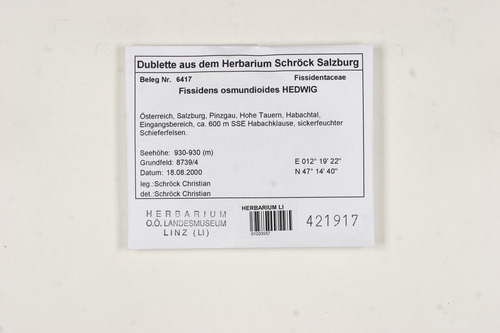 Dublette aus dem Herbarium Schröck Salzburg
Beleg Nr. 6417 Fissidentaceae
Fissidens osmundioides HEDWIG
Österreich, Salzburg, Pinzgau, Hohe Tauern, Habachtal,
Eingangsbereich, ca. 600 m SSE Habachklause, sickerfeuchter
Schieferfelsen.
Seehöhe: 930-930 (m)
Grundfeld: 8739/4 E 012° 19' 22"
Datum: 18.08.2000 N 47° 14' 40"
leg.:Schröck Christian
det.:Schröck Christian
HERBARIUM
O.Ö. LANDESMUSEUM
LINZ (LI)
HERBARIUM LI
01033557
421917